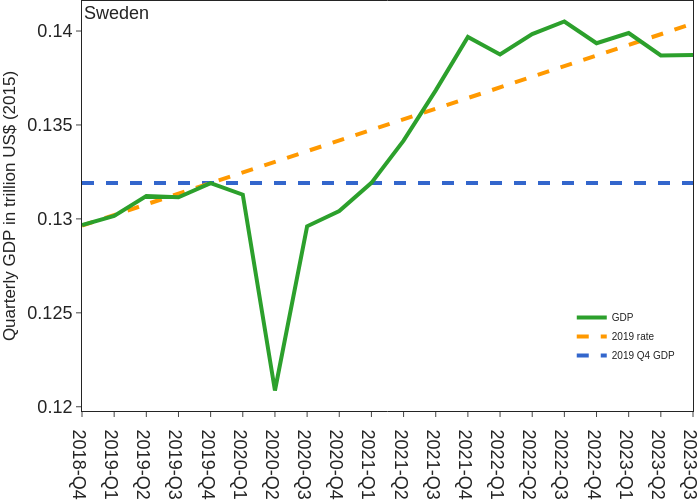 Sweden
Quarterly GDP in trillion US$ (2015)
0.14
0.135
0.13
0.125
0.12
GDP
2019 rate
2019 Q4 GDP
2018-Q4
2019-Q1
2019-Q2
2019-Q3
2019-Q4
2020-Q1
2020-Q2
2020-Q3
2020-Q4
2021-Q1
2021-Q2
2021-Q3
2021-Q4
2022-Q1
2022-Q2
2022-Q3
2022-Q4
2023-Q1
2023-Q2
2023-Q3